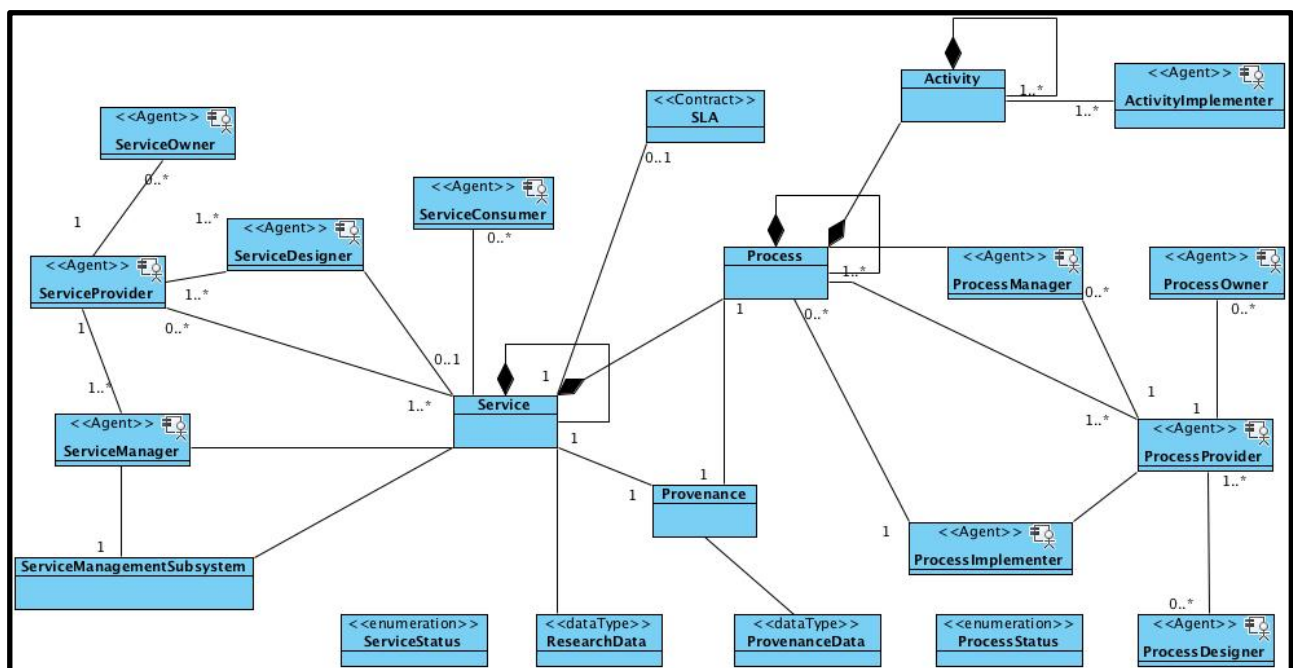 Activity
<<Agent>>
ActivityImplementer
1..*
1..*
<<Contract>>
SLA
0..1
<<Agent>>
ServiceOwner
0..*
1
<<Agent>>
ServiceConsumer
0..*
1..*
<<Agent>>
ServiceDesigner
<<Agent>>
ServiceProvider
1..*
0..*
1
Process
1..*
1
0..*
<<Agent>>
ProcessManager
0..*
<<Agent>>
ProcessOwner
0..*
0..1
1
1..*
1..*
Service
1
1
1
1..*
<<Agent>>
ServiceManager
<<Agent>>
ProcessProvider
1..*
1
1
Provenance
1
ServiceManagementSubsystem
1
<<Agent>>
ProcessImplementer
0..*
<<enumeration>>
ServiceStatus
<<dataType>>
ResearchData
<<dataType>>
ProvenanceData
<<enumeration>>
ProcessStatus
<<Agent>>
ProcessDesigner